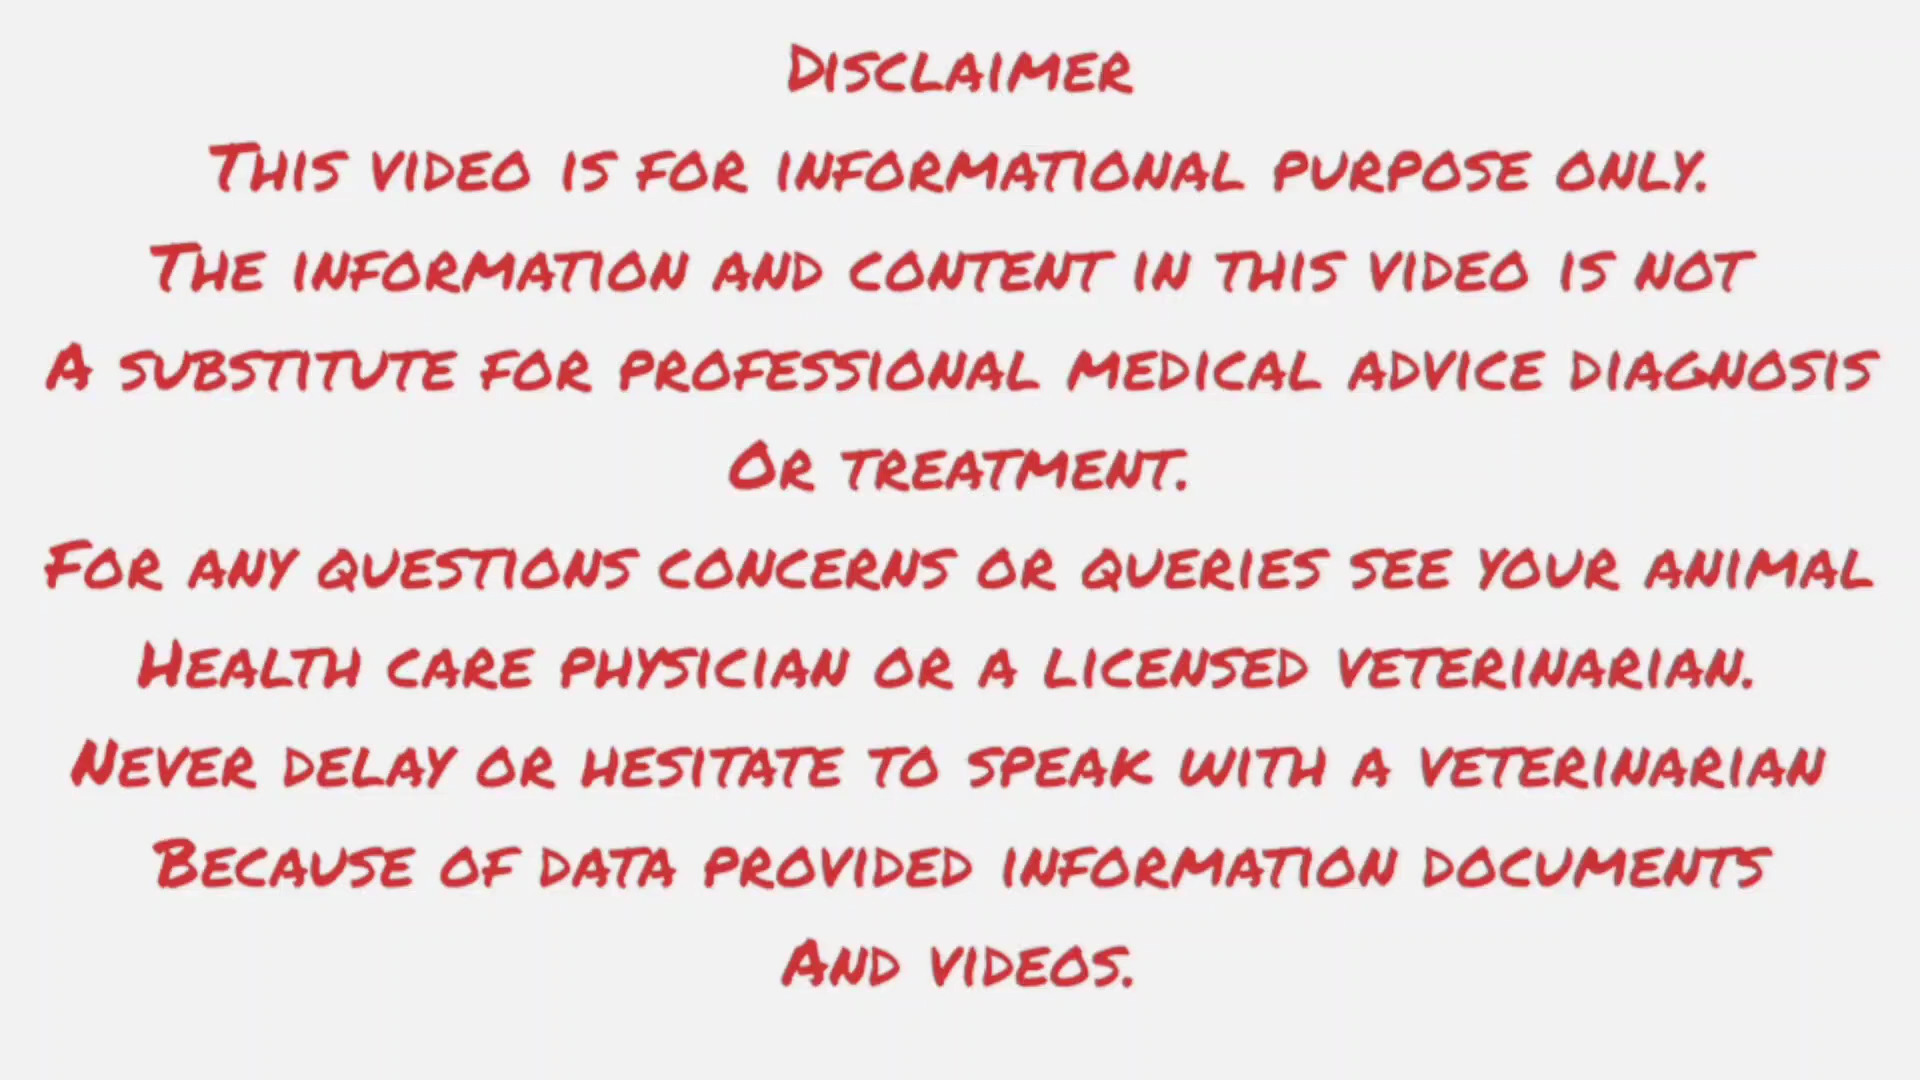 Disclaimer
This video is for informational purpose only.
The information and content in this video is not
A substitute for professional medical advice diagnosis
Or treatment.
For any questions concerns or queries see your animal
Health care physician or a licensed veterinarian.
Never delay or hesitate to speak with a veterinarian
Because of data provided information documents
And videos.